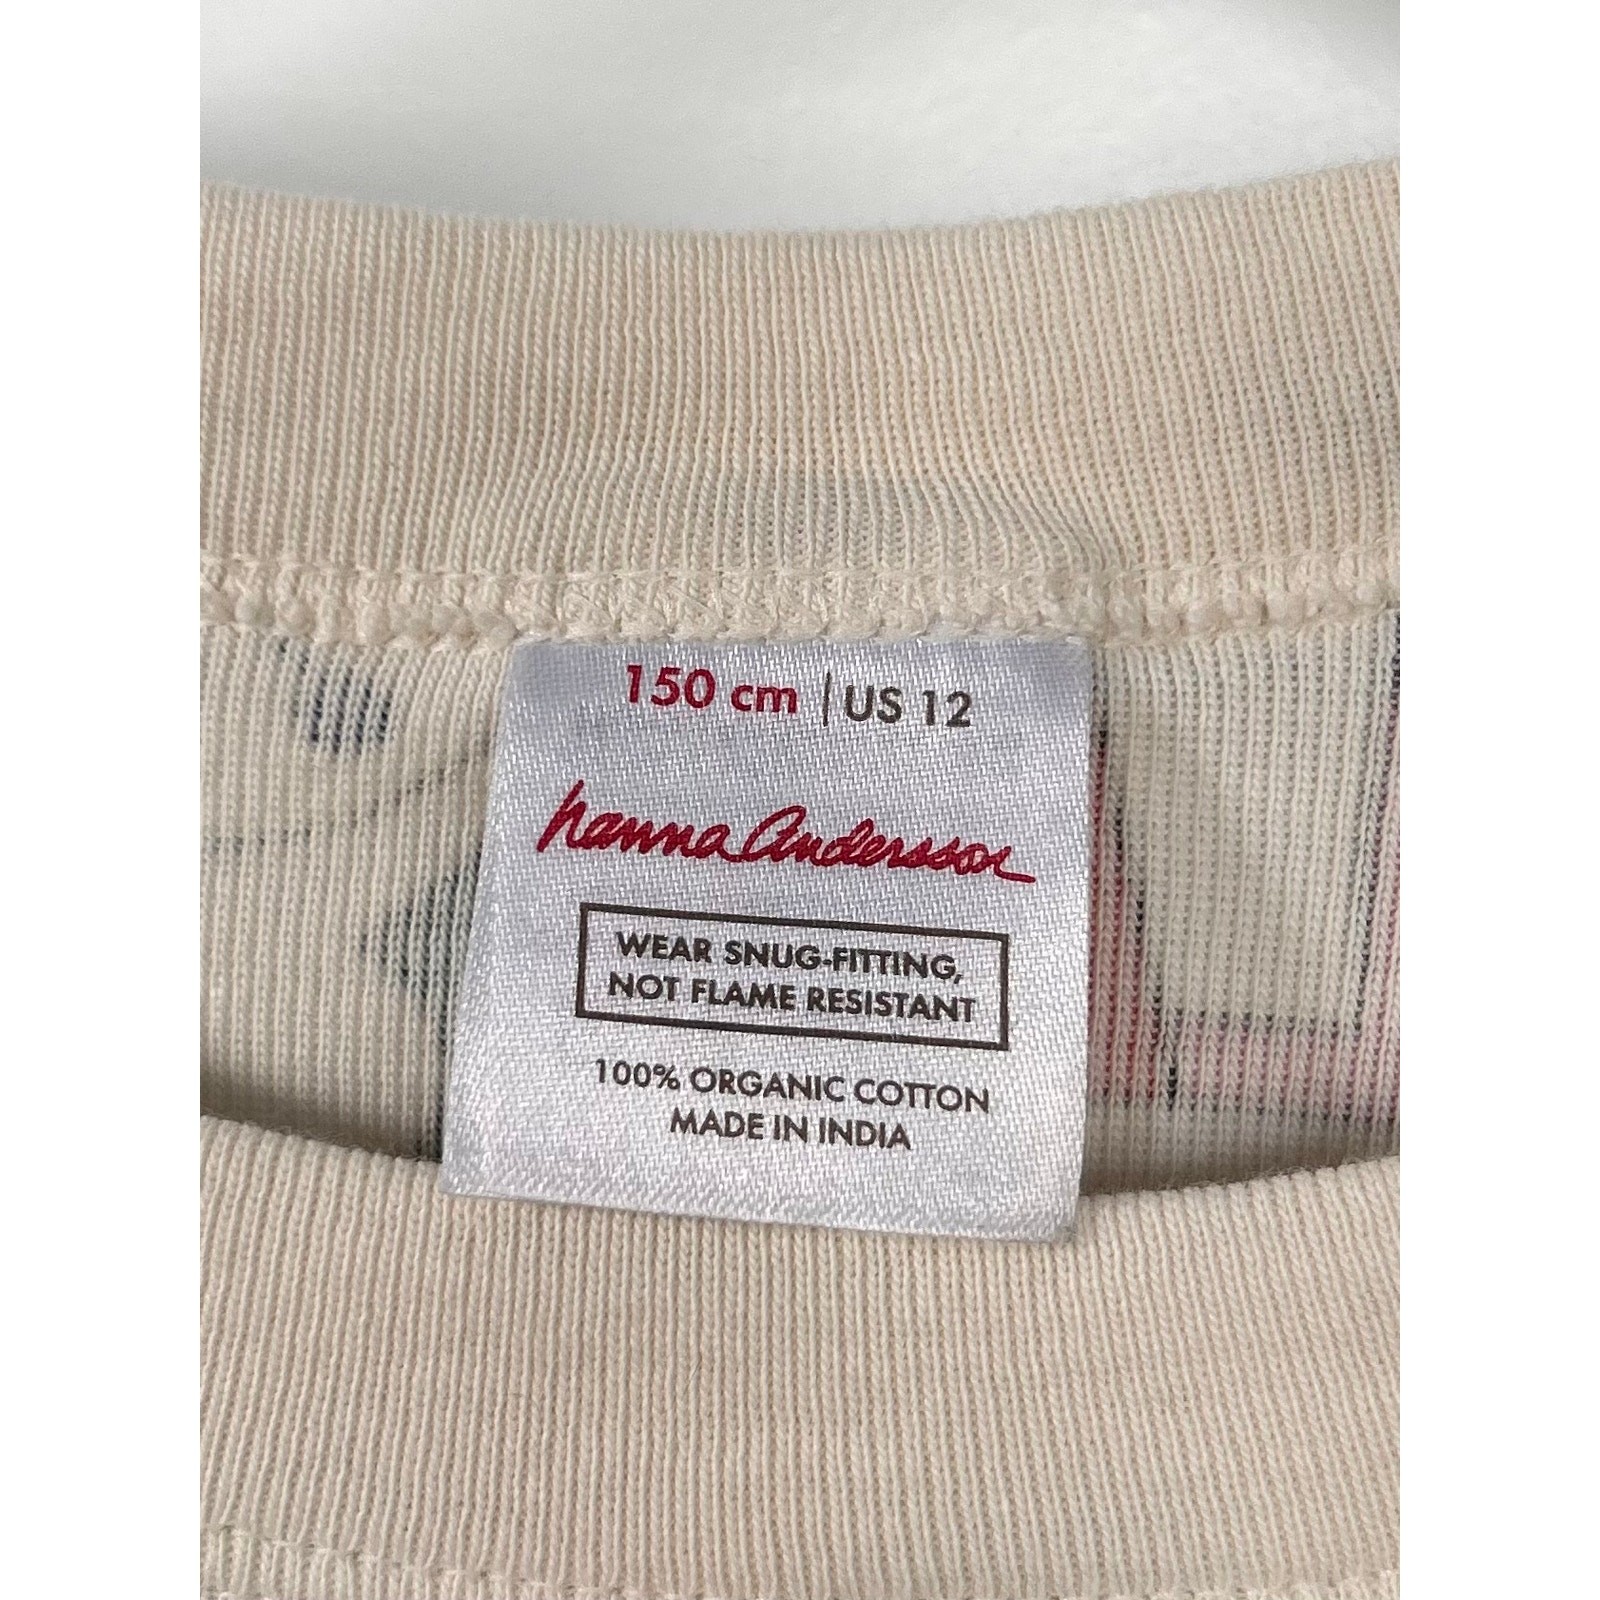 150 cm | US 12
hanna Andersson
WEAR SNUG-FITTING,
NOT FLAME RESISTANT
100% ORGANIC COTTON
MADE IN INDIA